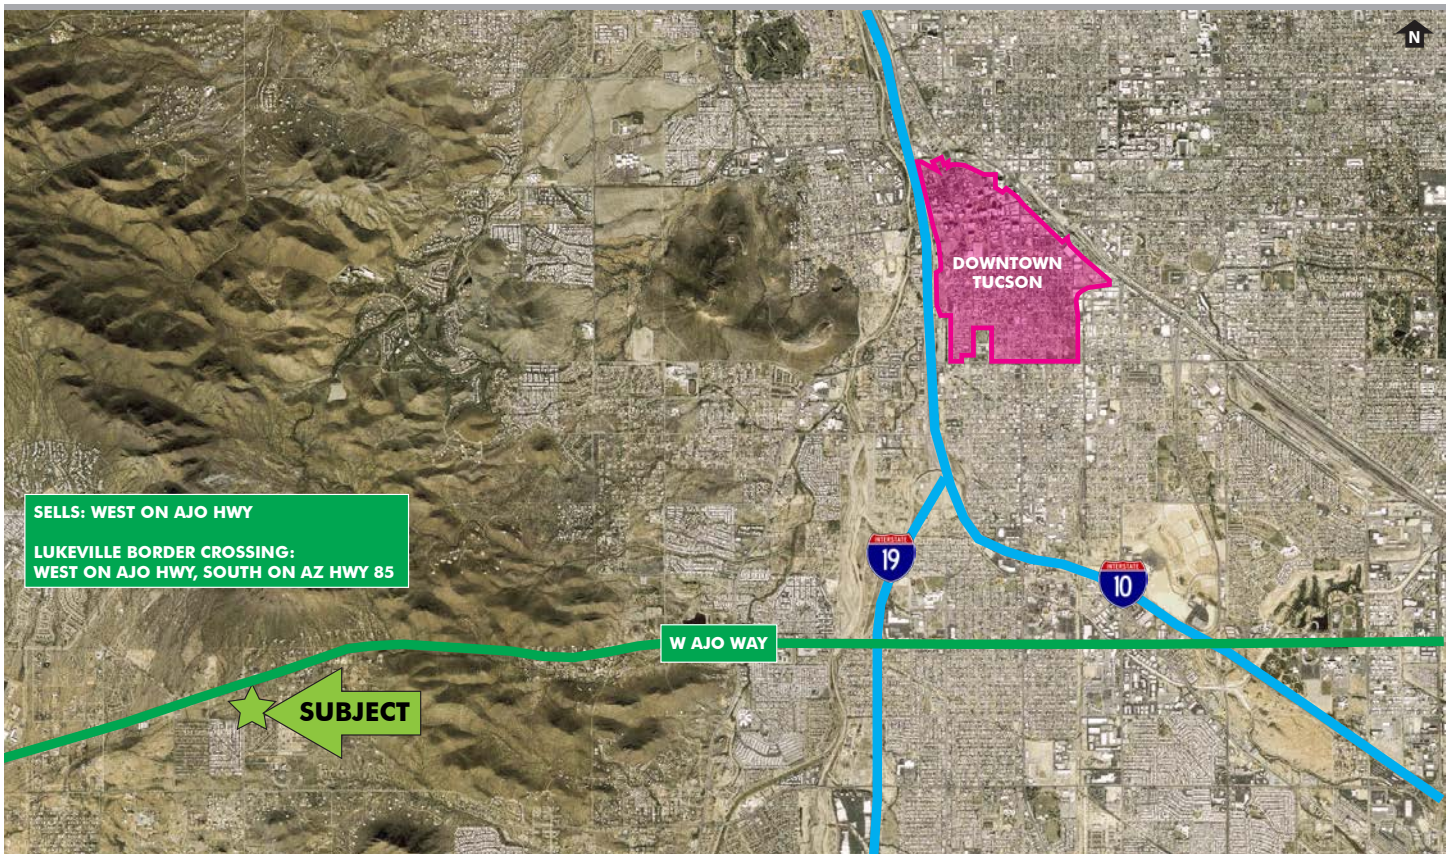 N
DOWNTOWN
TUCSON
SELLS: WEST ON AJO HWY
LUKEVILLE BORDER CROSSING:
WEST ON AJO HWY, SOUTH ON AZ HWY 85
INTERSTATE
19
INTERSTATE
10
W AJO WAY
SUBJECT